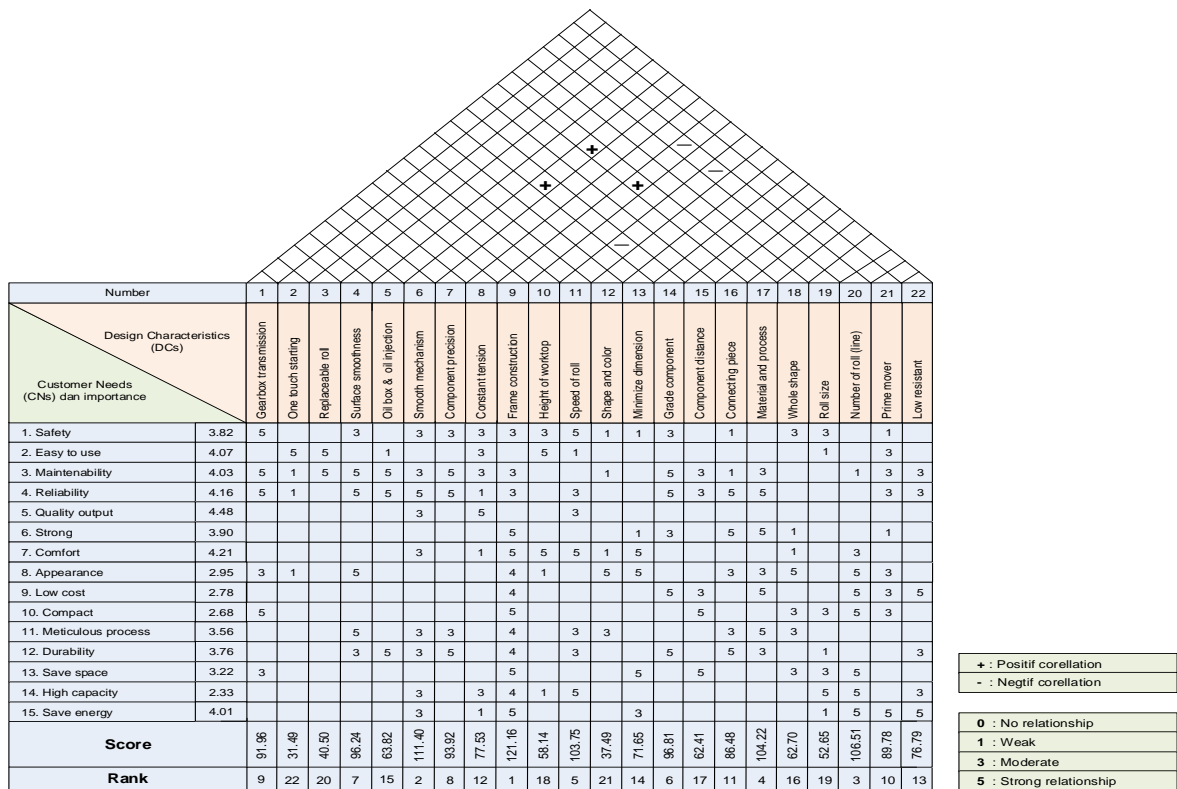 + −
−
+ +
−
Number 1 2 3 4 5 6 7 8 9 10 11 12 13 14 15 16 17 18 19 20 21 22
Design Characteristics
(DCs)
Customer Needs
(CNs) dan importance
Gearbox transmission
One touch starting
Replaceable roll
Surface smoothness
Oil box & oil injection
Smooth mechanism
Component precision
Constant tension
Frame construction
Height of worktop
Speed of roll
Shape and color
Minimize dimension
Grade component
Component distance
Connecting piece
Material and process
Whole shape
Roll size
Number of roll (line)
Prime mover
Low resistant
1. Safety 3.82 5 3 3 3 3 3 3 5 1 1 3 1 3 3 1
2. Easy to use 4.07 5 5 1 3 5 1 1 3
3. Maintenability 4.03 5 1 5 5 5 3 5 3 3 1 5 3 1 3 1 3 3
4. Reliability 4.16 5 1 5 5 5 5 1 3 3 5 3 5 5 3 3
5. Quality output 4.48 3 5 3
6. Strong 3.90 5 1 3 5 5 1 1
7. Comfort 4.21 3 1 5 5 5 1 5 1 3
8. Appearance 2.95 3 1 5 4 1 5 5 3 3 5 5 3
9. Low cost 2.78 4 5 3 5 5 3 5
10. Compact 2.68 5 5 5 3 3 5 3
11. Meticulous process 3.56 5 3 3 4 3 3 3 5 3
12. Durability 3.76 3 5 3 5 4 3 5 5 3 1 3
13. Save space 3.22 3 5 5 5 3 3 5
14. High capacity 2.33 3 3 4 1 5 5 5 3
15. Save energy 4.01 3 1 5 3 1 5 5 5
Score 91.96 31.49 40.50 96.24 63.82 111.40 93.92 77.53 121.16 58.14 103.75 37.49 71.65 96.81 62.41 86.48 104.22 62.70 52.65 106.51 89.78 76.79
Rank 9 22 20 7 15 2 8 12 1 18 5 21 14 6 17 11 4 16 19 3 10 13
+ : Positif corellation
- : Negtif corellation
0 : No relationship
1 : Weak
3 : Moderate
5 : Strong relationship